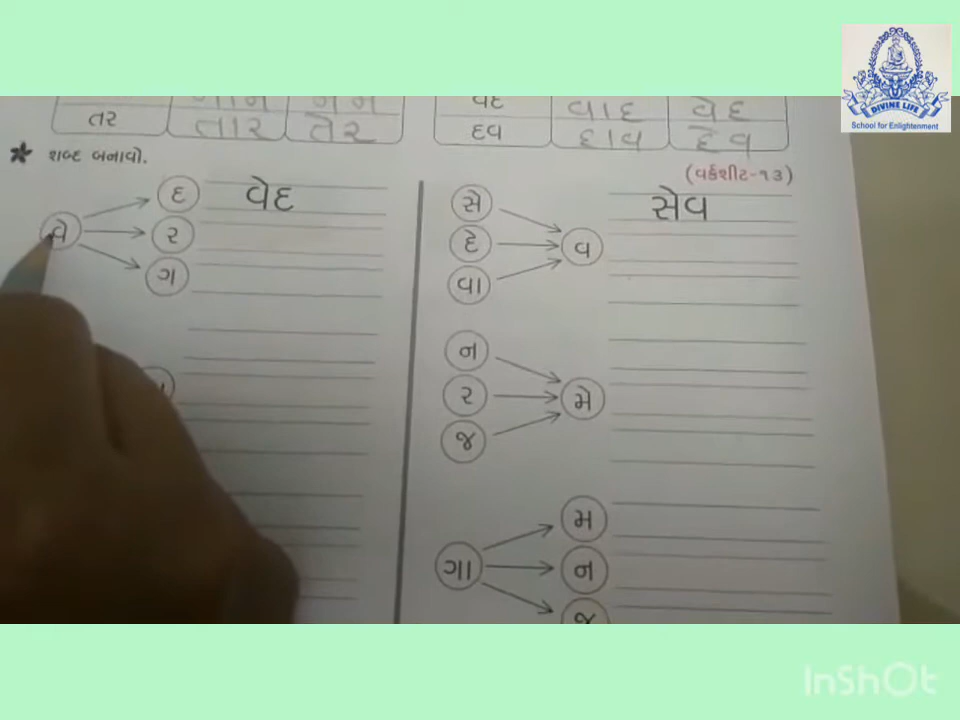 DIVINE LIFE
School for Enlightenment
તર તાર તેર
વદ વાદ વેદ
દવ દાવ દેવ
★ શબ્દ બનાવો.
(વર્કશીટ-૧૩)
વે દ વેદ
ર
ગ
સે વ સેવ
દે
વા
ન મે
ર
જ
ગા મ
ન
જ
InShOt